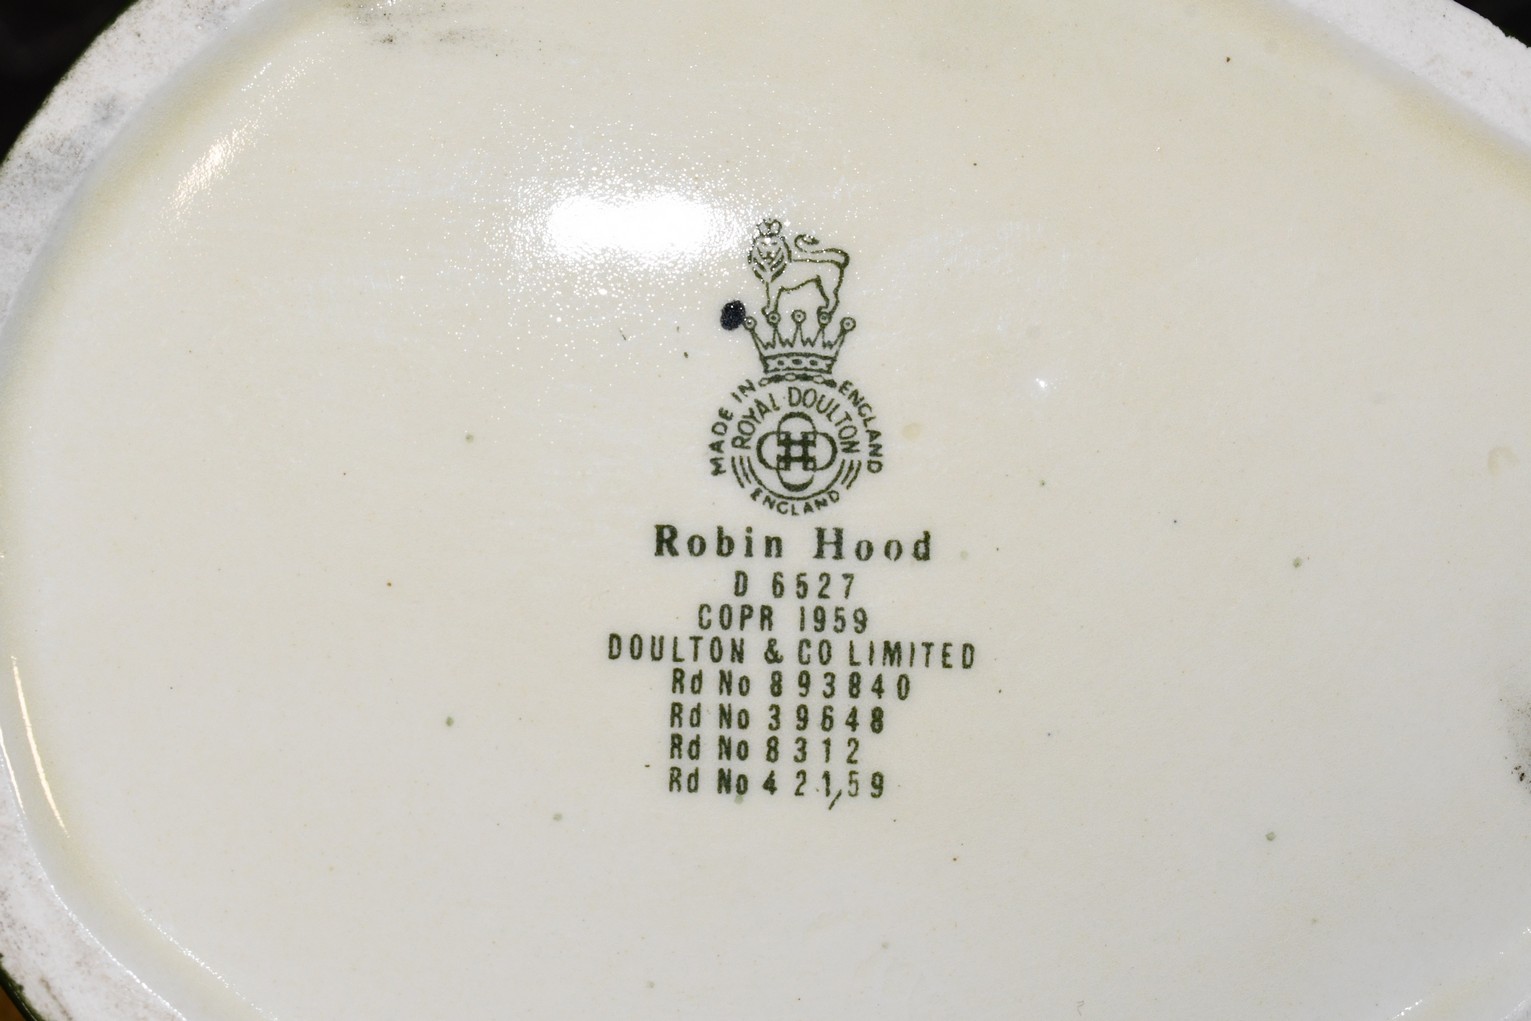 MADE IN ENGLAND
ROYAL DOULTON
ENGLAND
Robin Hood
D 6527
COPR 1959
DOULTON & CO LIMITED
Rd No 893840
Rd No 39648
Rd No 8312
Rd No 42159